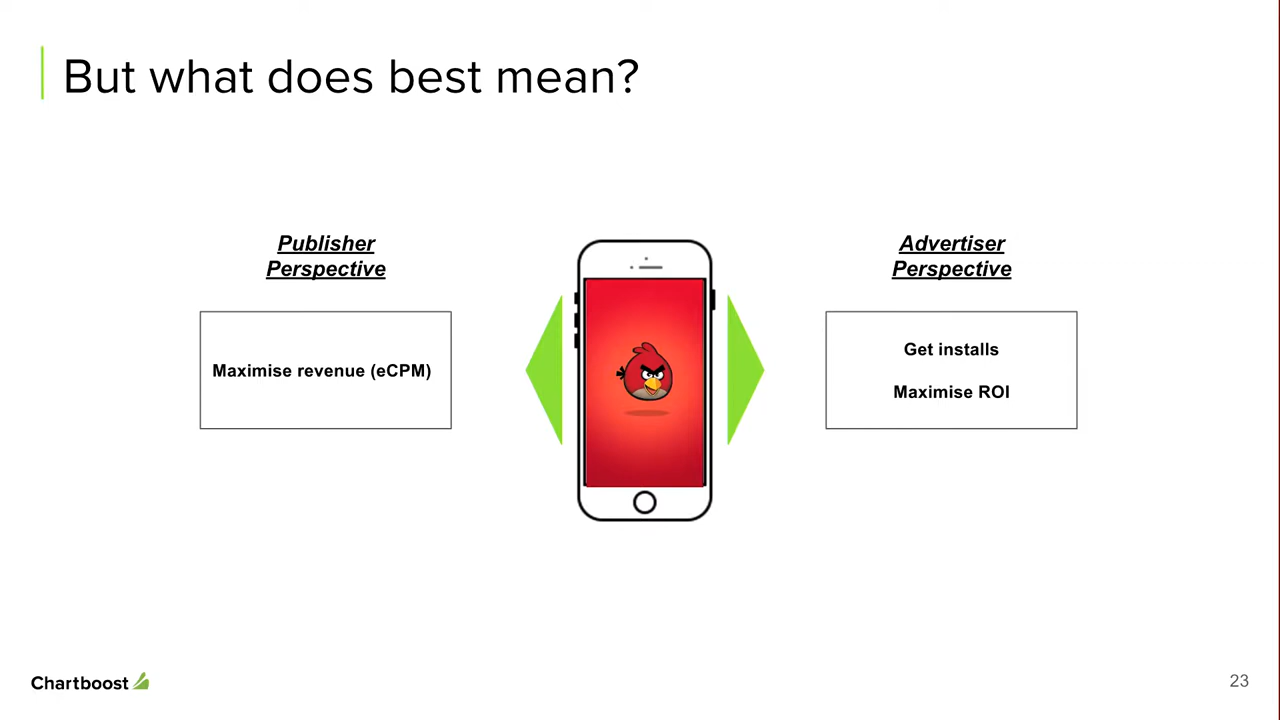 But what does best mean?
Publisher
Perspective
Maximise revenue (eCPM)
Advertiser
Perspective
Get installs
Maximise ROI
Chartboost
23